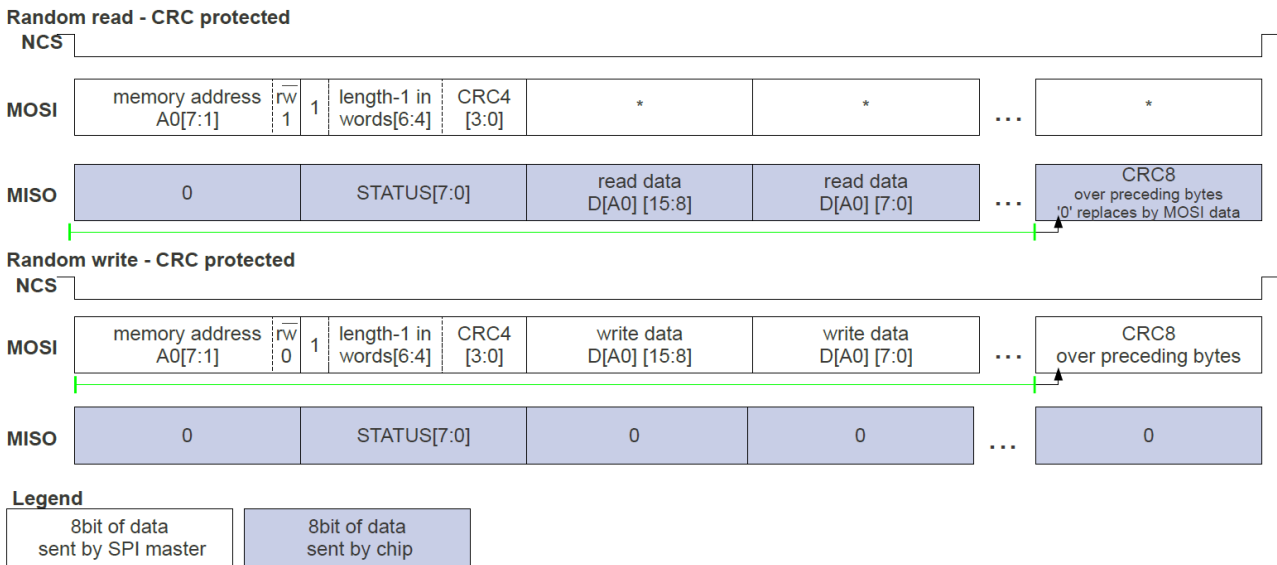 Random read - CRC protected
NCS
MOSI
memory address
A0[7:1]
rw
1
1
length-1 in
words[6:4]
CRC4
[3:0]
*
*
...
*
MISO
0
STATUS[7:0]
read data
D[A0] [15:8]
read data
D[A0] [7:0]
...
CRC8
over preceding bytes
'0' replaces by MOSI data
Random write - CRC protected
NCS
MOSI
memory address
A0[7:1]
rw
0
1
length-1 in
words[6:4]
CRC4
[3:0]
write data
D[A0] [15:8]
write data
D[A0] [7:0]
...
CRC8
over preceding bytes
MISO
0
STATUS[7:0]
0
0
...
0
Legend
8bit of data
sent by SPI master
8bit of data
sent by chip